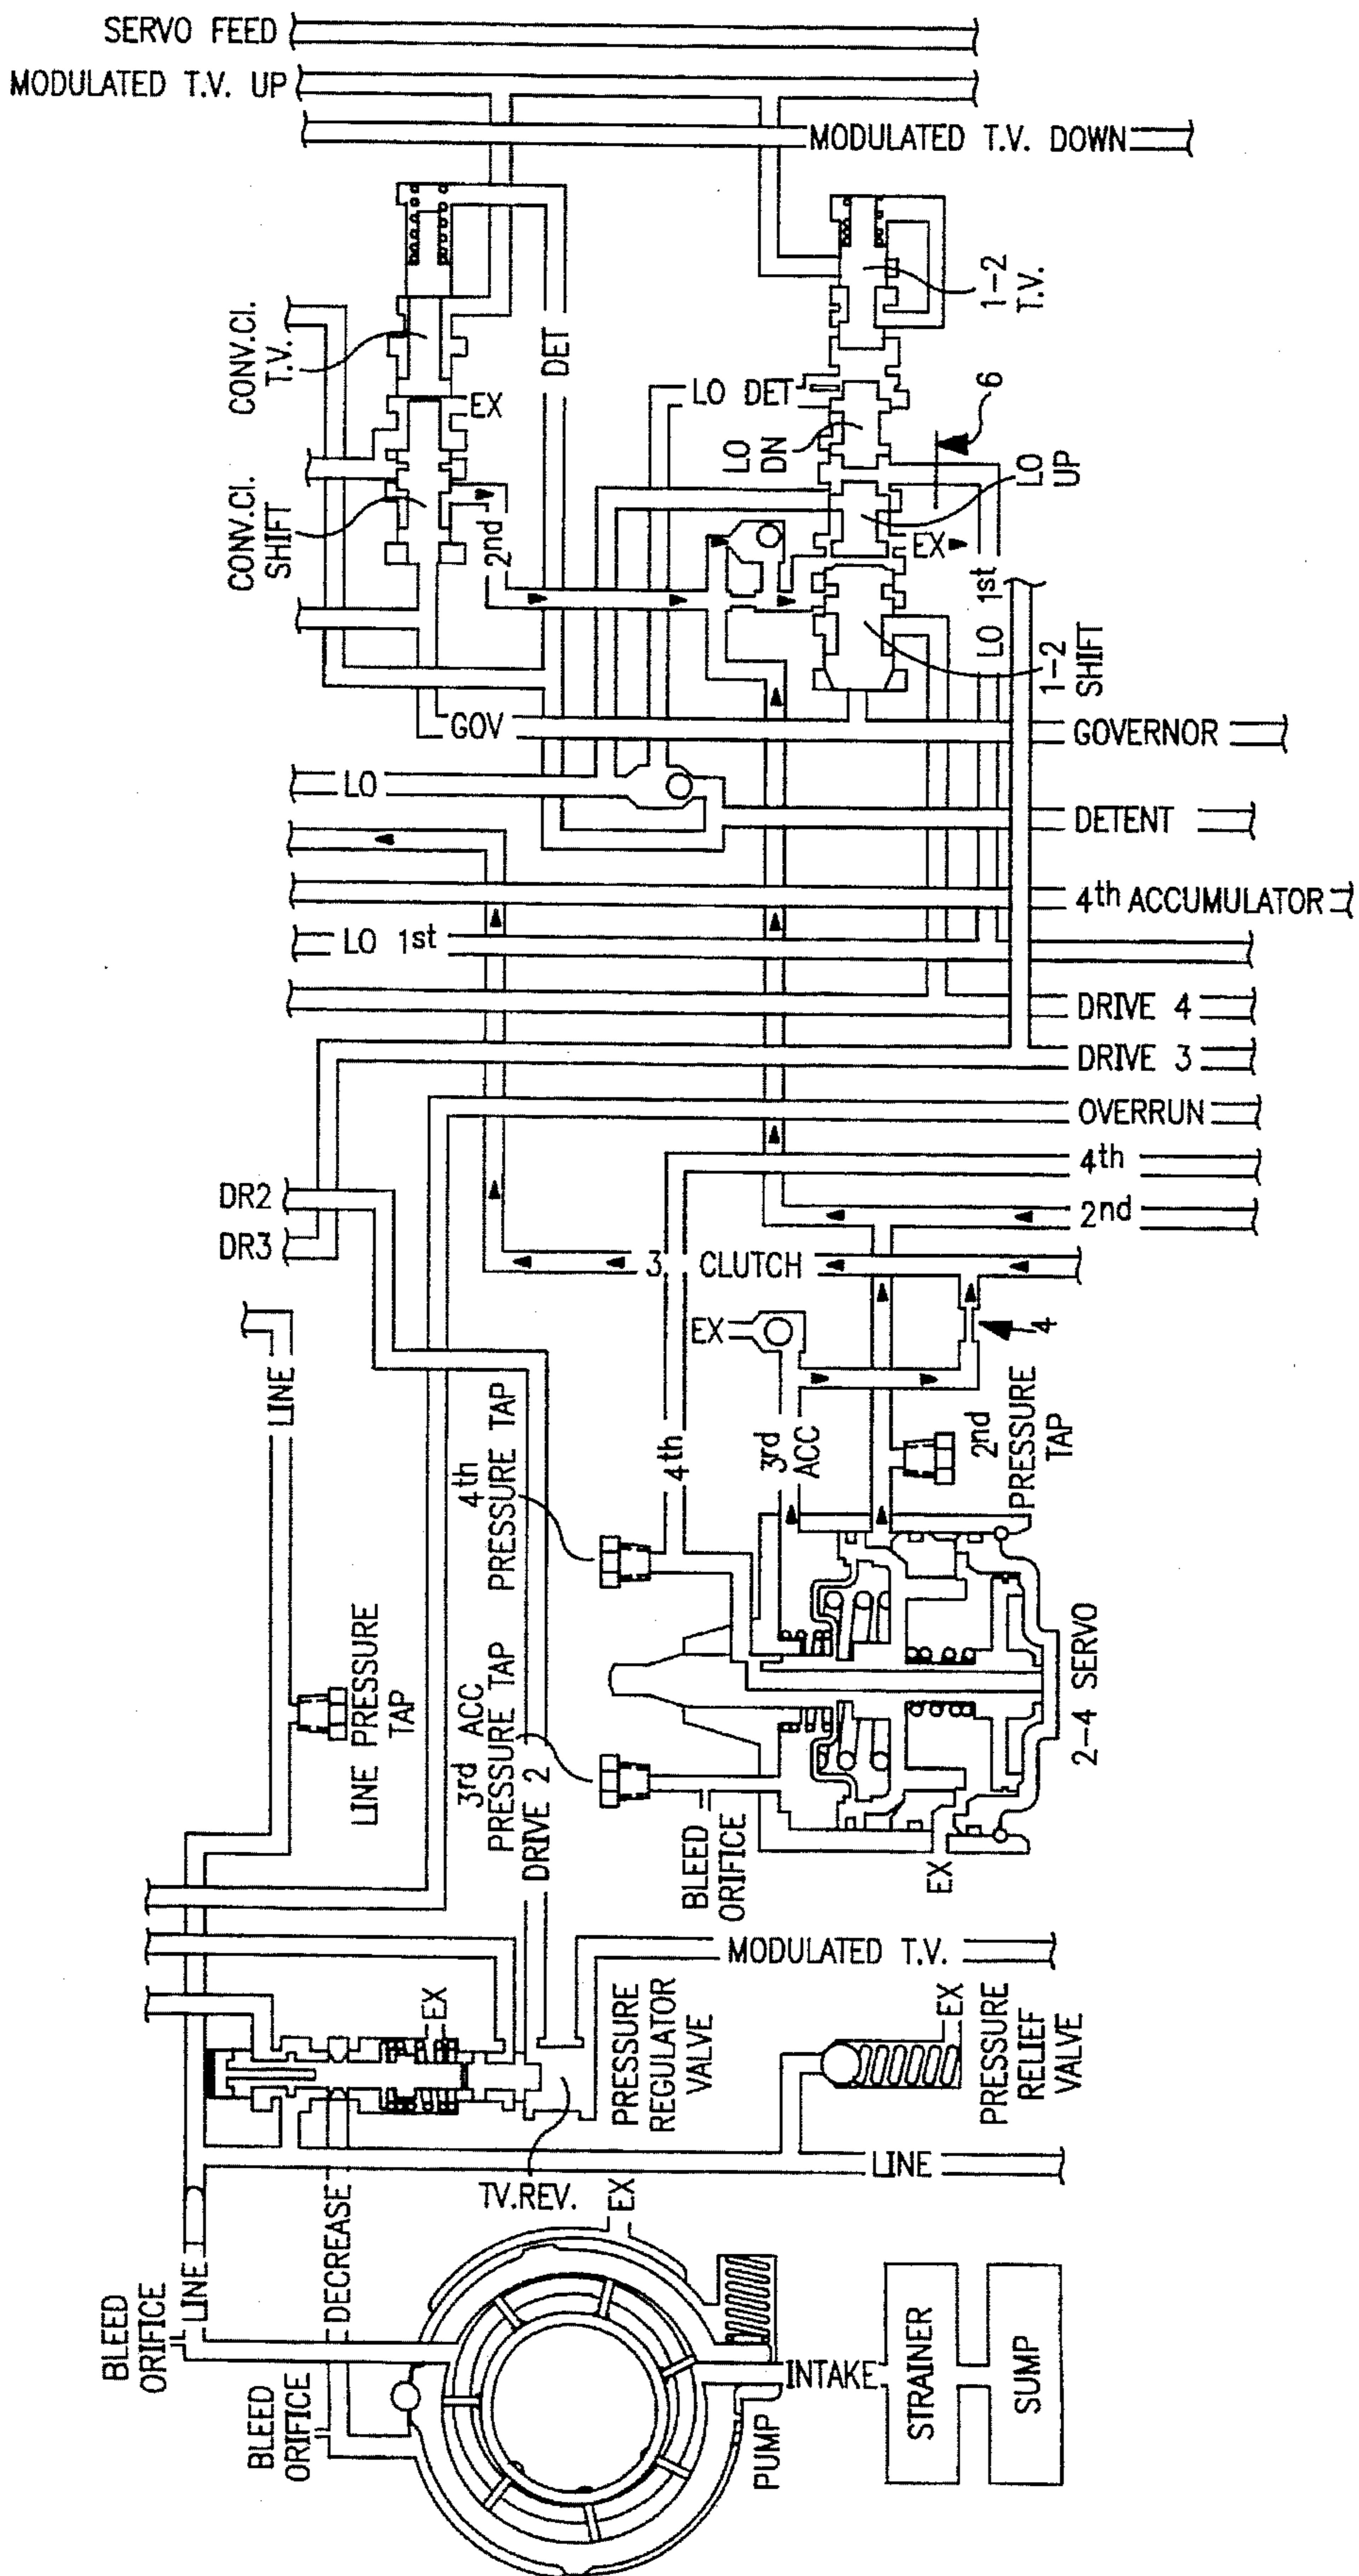 SERVO FEED
MODULATED T.V. UP
MODULATED T.V. DOWN
CONV.CI.
T.V.
EX
DET
1-2
T.V.
LO DET
LO
DN
6
CONV.CI.
SHIFT
2nd
LO
UP
EX
LO 1st
1-2
SHIFT
GOV
GOVERNOR
LO
DETENT
4th ACCUMULATOR
LO 1st
DRIVE 4
DRIVE 3
OVERRUN
4th
DR2
2nd
DR3
3 CLUTCH
EX
4
LINE
4th
PRESSURE TAP
4th
3rd
ACC
2nd
PRESSURE
TAP
LINE PRESSURE
TAP
3rd ACC
PRESSURE TAP
DRIVE 2
2-4 SERVO
BLEED
ORIFICE
EX
MODULATED T.V.
EX
PRESSURE
REGULATOR
VALVE
EX
PRESSURE
RELIEF
VALVE
LINE
TV.REV.
EX
DECREASE
LINE
BLEED
ORIFICE
BLEED
ORIFICE
PUMP
INTAKE
STRAINER
SUMP